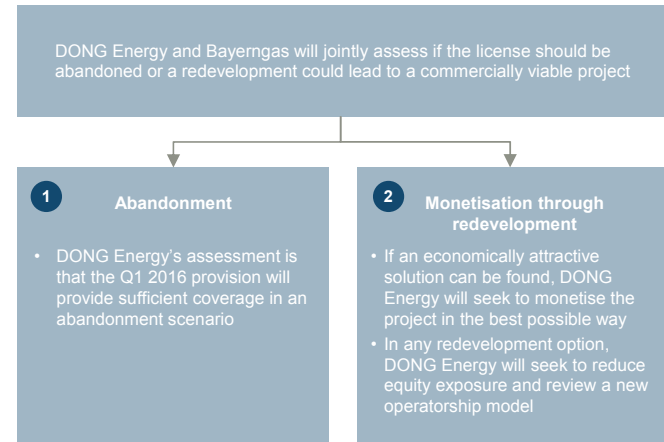 DONG Energy and Bayerngas will jointly assess if the license should be
abandoned or a redevelopment could lead to a commercially viable project
1
Abandonment
• DONG Energy's assessment is
that the Q1 2016 provision will
provide sufficient coverage in an
abandonment scenario
2
Monetisation through
redevelopment
• If an economically attractive
solution can be found, DONG
Energy will seek to monetise the
project in the best possible way
• In any redevelopment option,
DONG Energy will seek to reduce
equity exposure and review a new
operatorship model